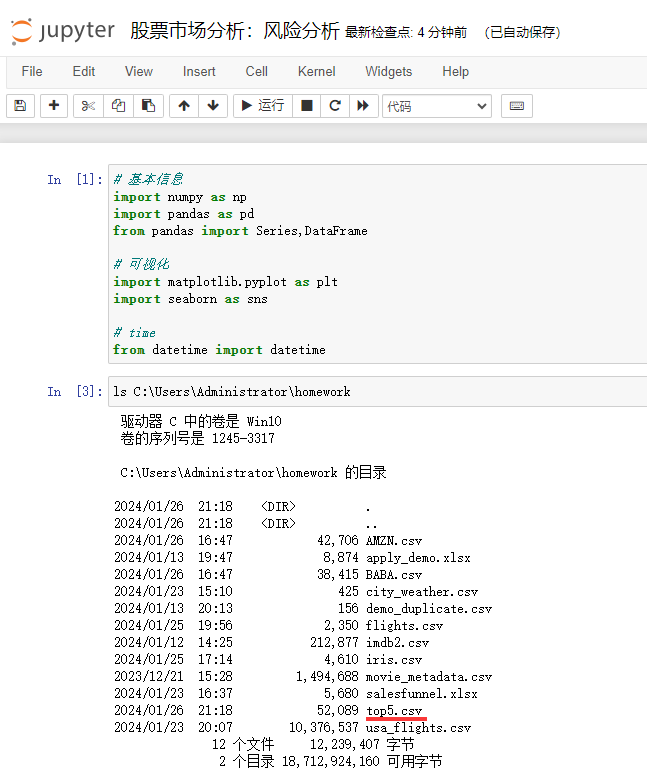 jupyter 股票市场分析：风险分析 最新检查点: 4 分钟前 (已自动保存)
File Edit View Insert Cell Kernel Widgets Help
运行 代码
In [1]: # 基本信息
import numpy as np
import pandas as pd
from pandas import Series,DataFrame
# 可视化
import matplotlib.pyplot as plt
import seaborn as sns
# time
from datetime import datetime
In [3]: ls C:\Users\Administrator\homework
驱动器 C 中的卷是 Win10
卷的序列号是 1245-3317
C:\Users\Administrator\homework 的目录
2024/01/26 21:18 <DIR> .
2024/01/26 21:18 <DIR> ..
2024/01/26 16:47 42,706 AMZN.csv
2024/01/13 19:47 8,874 apply_demo.xlsx
2024/01/26 16:47 38,415 BABA.csv
2024/01/23 15:10 425 city_weather.csv
2024/01/13 20:13 156 demo_duplicate.csv
2024/01/25 19:56 2,350 flights.csv
2024/01/12 14:25 212,877 imdb2.csv
2024/01/25 17:14 4,610 iris.csv
2023/12/21 15:28 1,494,688 movie_metadata.csv
2024/01/23 16:37 5,680 salesfunnel.xlsx
2024/01/26 21:18 52,089 top5.csv
2024/01/23 20:07 10,376,537 usa_flights.csv
12 个文件 12,239,407 字节
2 个目录 18,712,924,160 可用字节